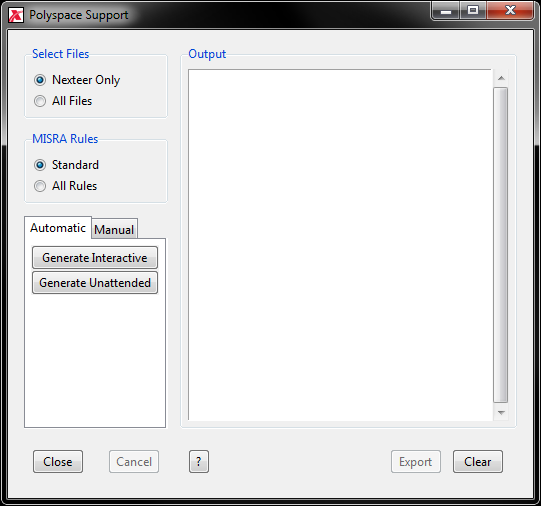 Polyspace Support
Select Files
Nexteer Only
All Files
MISRA Rules
Standard
All Rules
Automatic
Manual
Generate Interactive
Generate Unattended
Output
Close
Cancel
?
Export
Clear